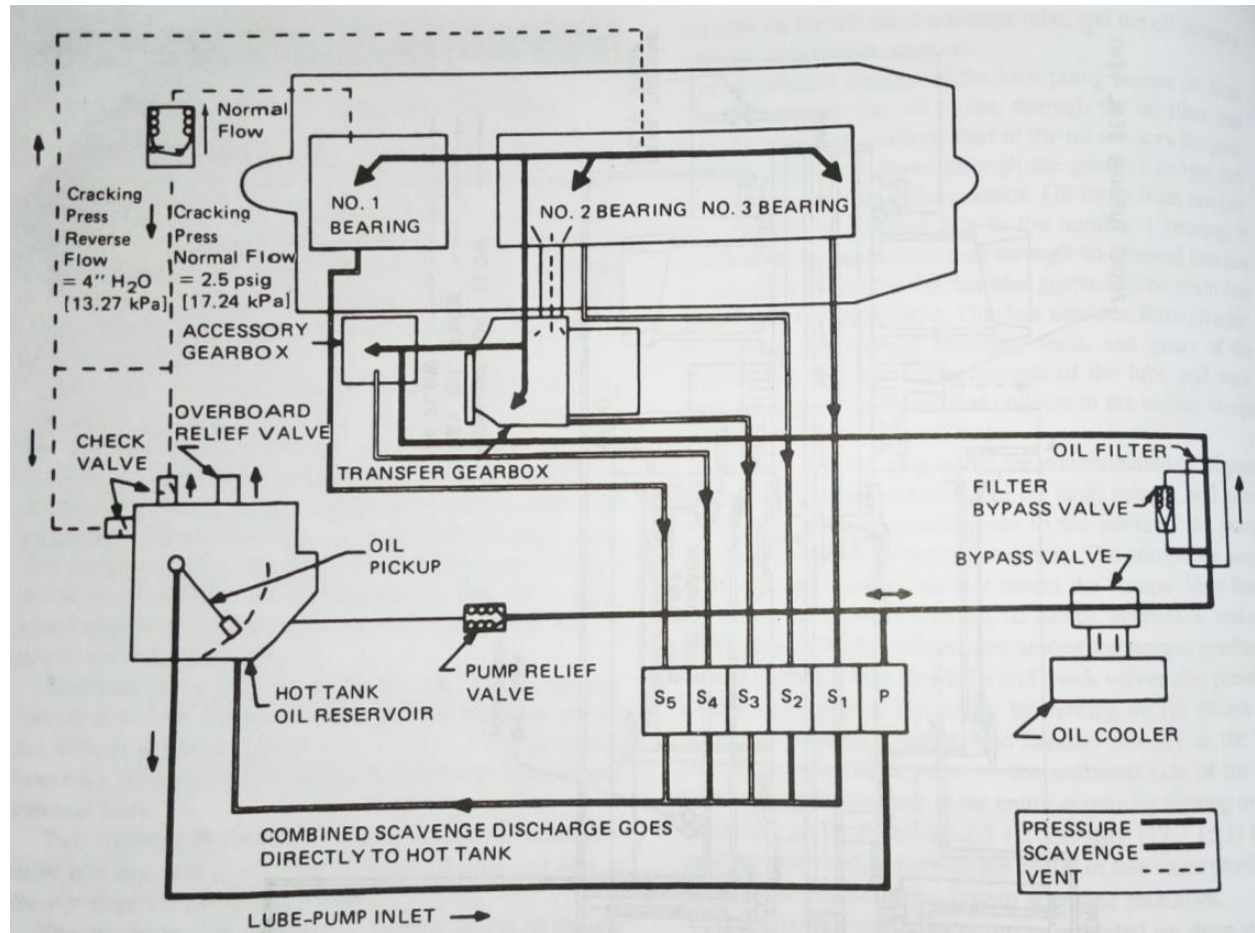 Normal
Flow
Cracking
Press
Reverse
Flow
= 4" H2O
[13.27 kPa]
Cracking
Press
Normal Flow
= 2.5 psig
[17.24 kPa]
NO. 1
BEARING
NO. 2 BEARING
NO. 3 BEARING
ACCESSORY
GEARBOX
OVERBOARD
RELIEF VALVE
CHECK
VALVE
TRANSFER GEARBOX
OIL FILTER
FILTER
BYPASS VALVE
BYPASS VALVE
OIL
PICKUP
PUMP RELIEF
VALVE
HOT TANK
OIL RESERVOIR
S5 S4 S3 S2 S1 P
OIL COOLER
COMBINED SCAVENGE DISCHARGE GOES
DIRECTLY TO HOT TANK
PRESSURE
SCAVENGE
VENT
LUBE-PUMP INLET